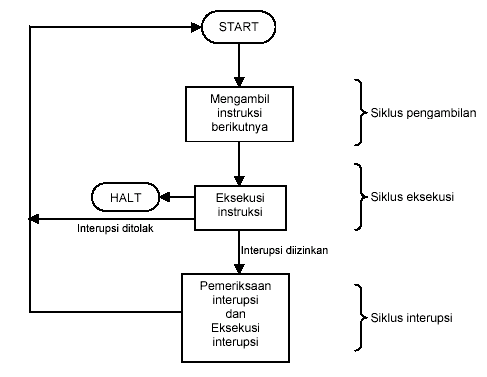 START
Mengambil
instruksi
berikutnya
Siklus pengambilan
HALT
Eksekusi
instruksi
Siklus eksekusi
Interupsi ditolak
Interupsi diizinkan
Pemeriksaan
interupsi
dan
Eksekusi
interupsi
Siklus interupsi